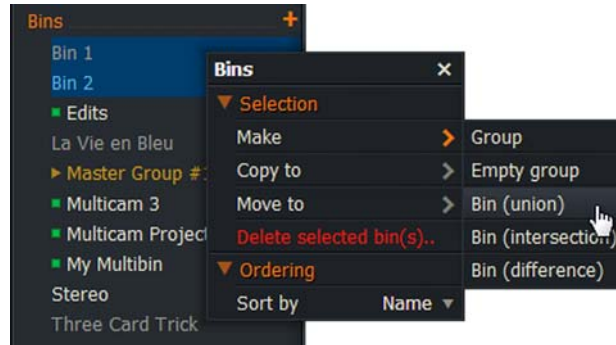 Bins +
Bin 1
Bin 2
Edits
La Vie en Bleu
Master Group #
Multicam 3
Multicam Project
My Multibin
Stereo
Three Card Trick
Bins ×
Selection
Make
Copy to
Move to
Delete selected bin(s)..
Ordering
Sort by Name
Group
Empty group
Bin (union)
Bin (intersection)
Bin (difference)